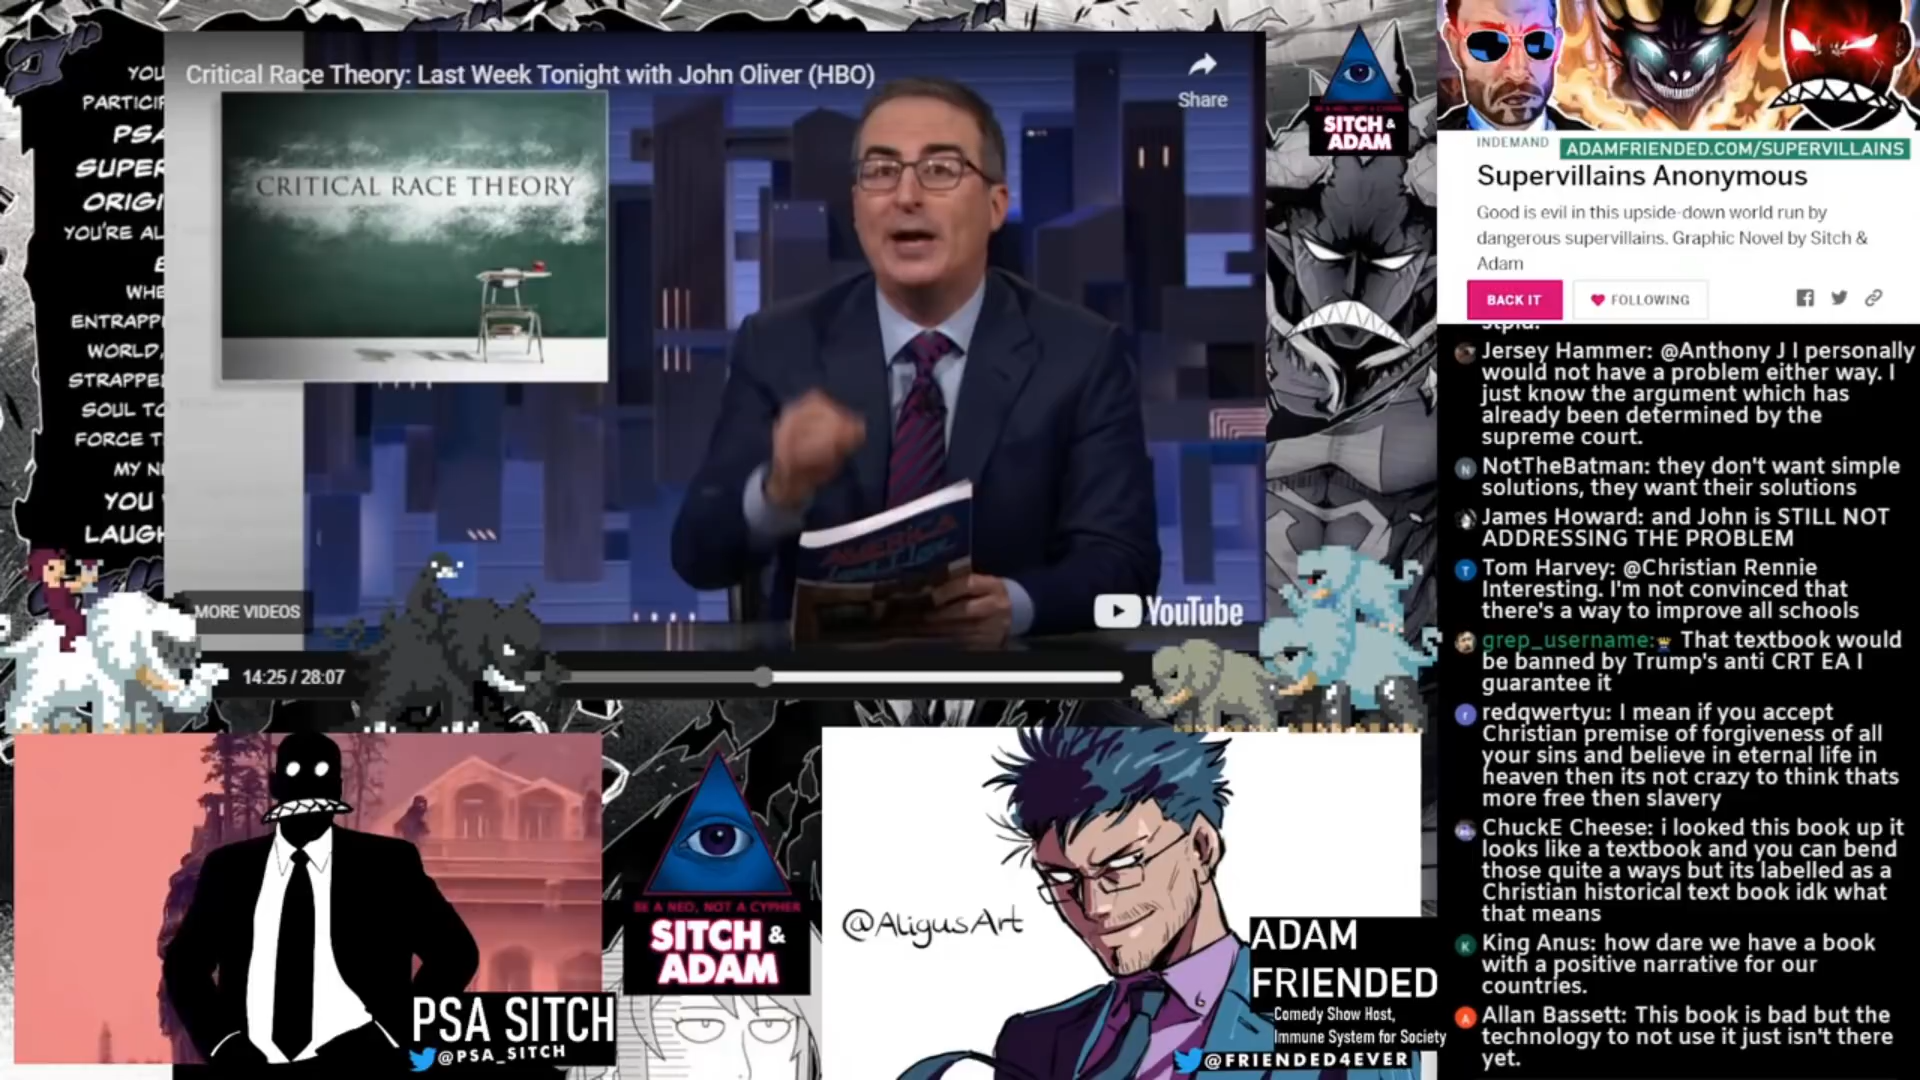 YOU
PARTICIP
PSA
SUPER
ORIGI
YOU'RE AL
WHE
ENTRAPP
WORLD,
STRAPPE
SOUL TO
FORCE T
MY N
YOU
LAUGH
Critical Race Theory: Last Week Tonight with John Oliver (HBO)
Share
CRITICAL RACE THEORY
AMERICA
MORE VIDEOS
YouTube
14:25 / 28:07
BE A NEO, NOT A CYPHER
SITCH &
ADAM
INDEMAND
ADAMFRIENDED.COM/SUPERVILLAINS
Supervillains Anonymous
Good is evil in this upside-down world run by
dangerous supervillains. Graphic Novel by Sitch &
Adam
BACK IT
FOLLOWING
stpid.
Jersey Hammer: @Anthony J I personally
would not have a problem either way. I
just know the argument which has
already been determined by the
supreme court.
NotTheBatman: they don't want simple
solutions, they want their solutions
James Howard: and John is STILL NOT
ADDRESSING THE PROBLEM
Tom Harvey: @Christian Rennie
Interesting. I'm not convinced that
there's a way to improve all schools
grep_username: That textbook would
be banned by Trump's anti CRT EA I
guarantee it
redqwertyu: I mean if you accept
Christian premise of forgiveness of all
your sins and believe in eternal life in
heaven then its not crazy to think thats
more free then slavery
ChuckE Cheese: i looked this book up it
looks like a textbook and you can bend
those quite a ways but its labelled as a
Christian historical text book idk what
that means
King Anus: how dare we have a book
with a positive narrative for our
countries.
Allan Bassett: This book is bad but the
technology to not use it just isn't there
yet.
PSA SITCH
@PSA_SITCH
BE A NEO, NOT A CYPHER
SITCH &
ADAM
@AligusArt
ADAM
FRIENDED
Comedy Show Host,
Immune System for Society
@FRIENDED4EVER